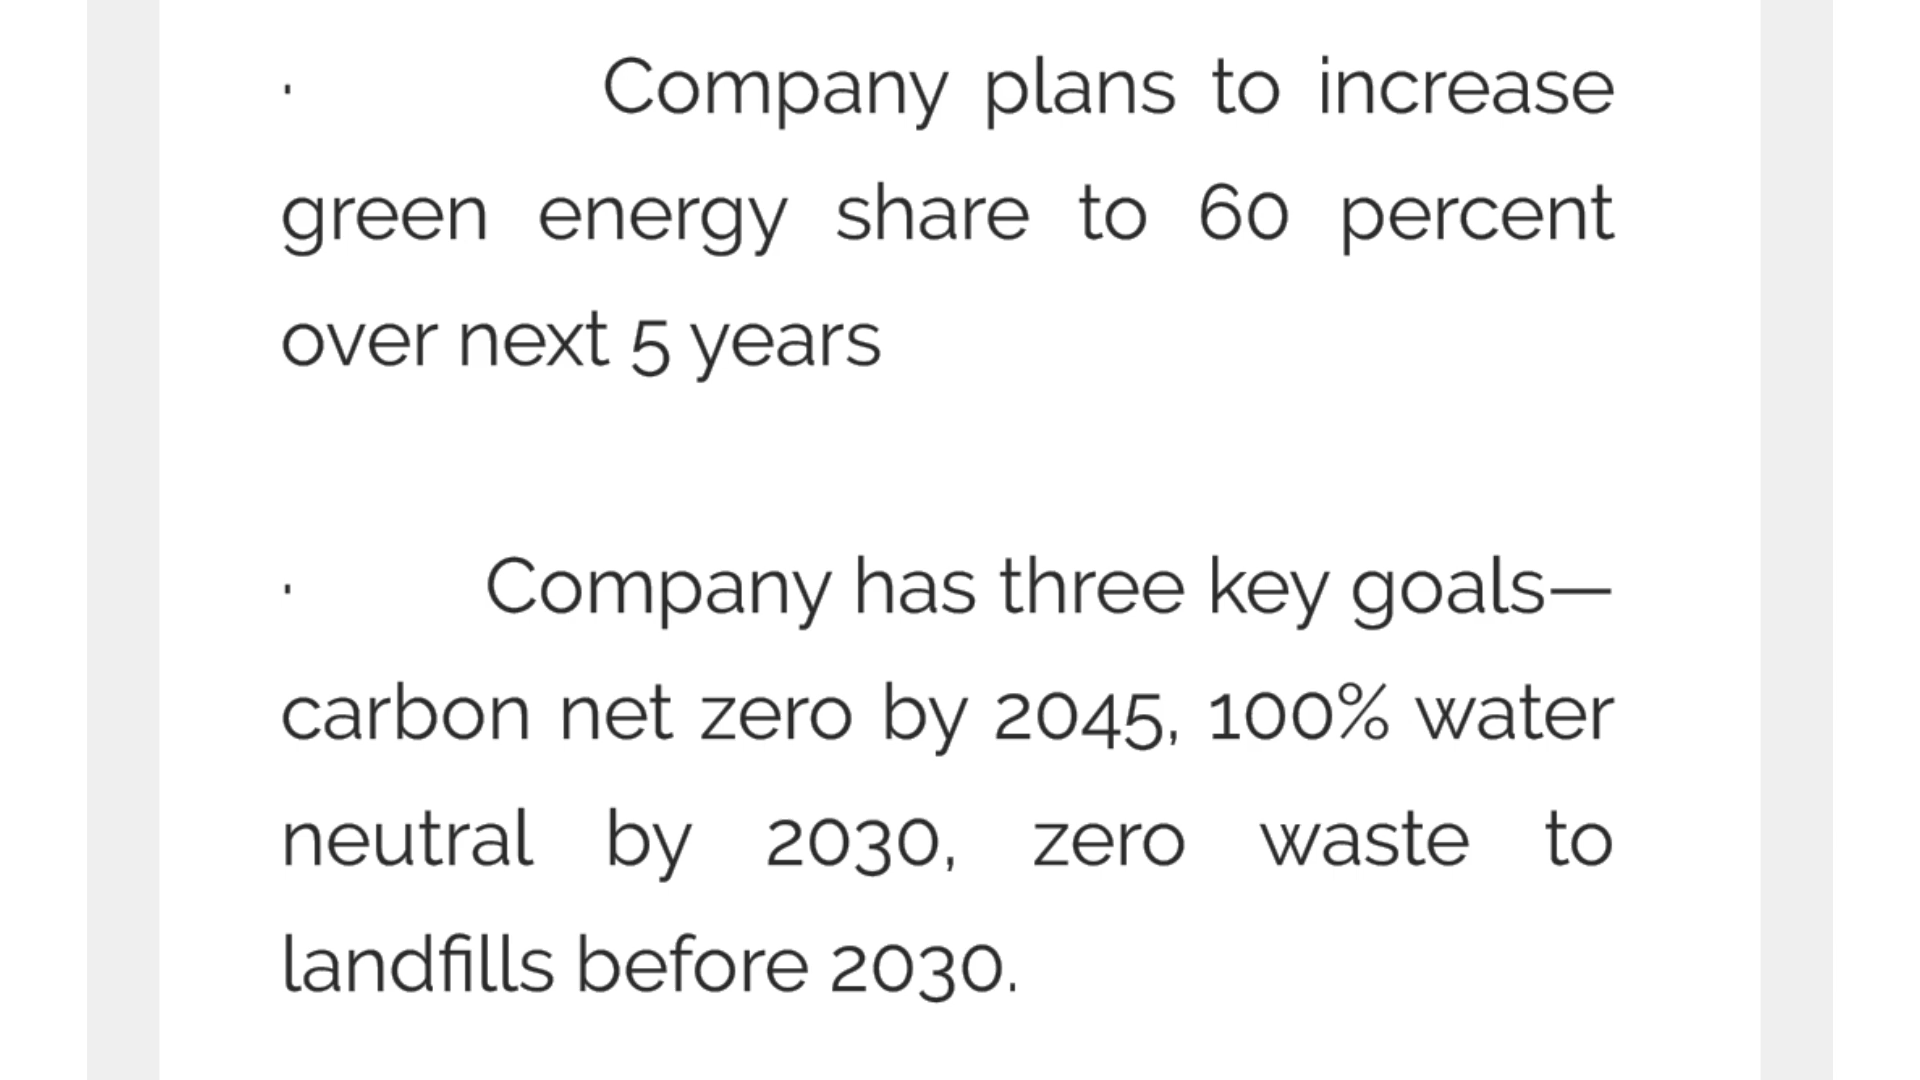 · Company plans to increase
green energy share to 60 percent
over next 5 years
· Company has three key goals—
carbon net zero by 2045, 100% water
neutral by 2030, zero waste to
landfills before 2030.